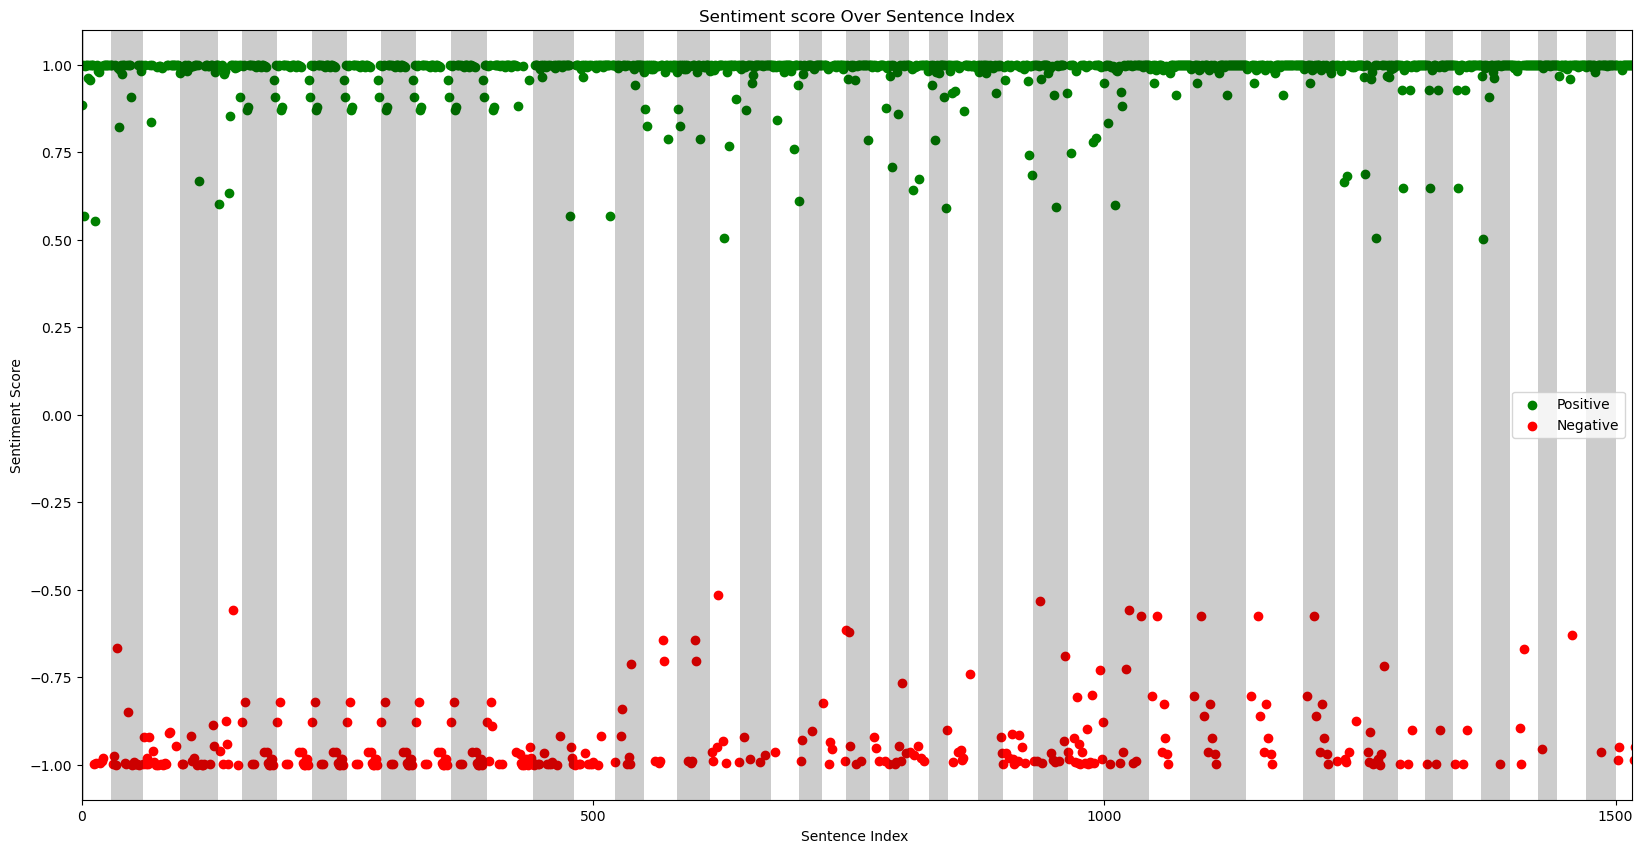 Sentiment score Over Sentence Index
1.00
0.75
0.50
0.25
0.00
−0.25
−0.50
−0.75
−1.00
Sentiment Score
Positive
Negative
0
500
1000
1500
Sentence Index